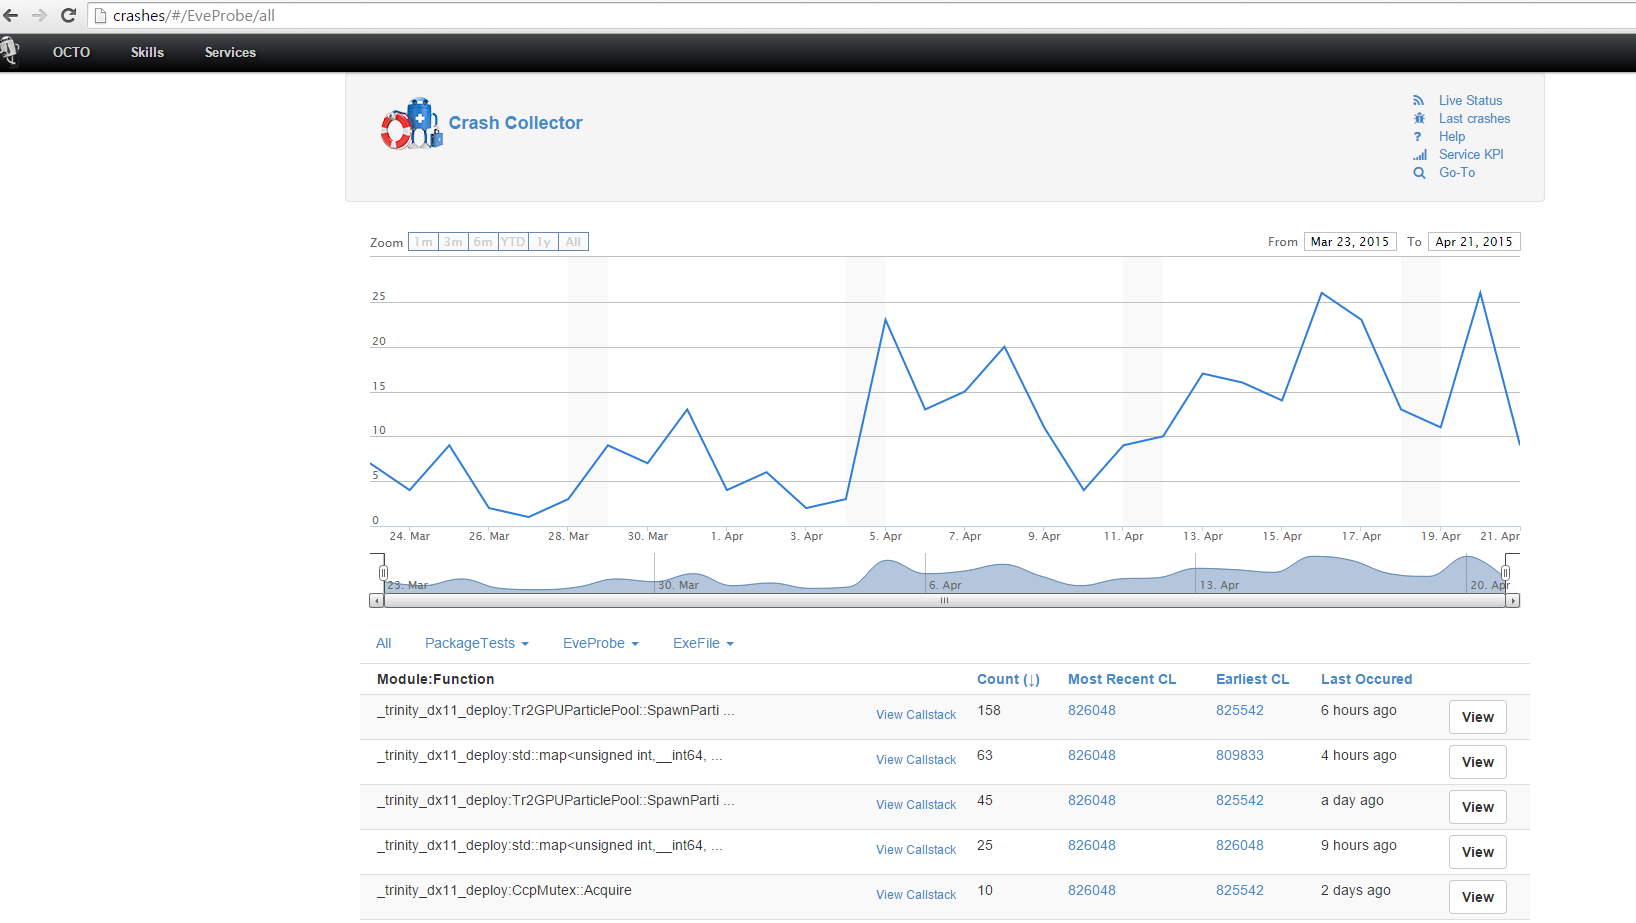 crashes/#/EveProbe/all
OCTO Skills Services
Crash Collector
Live Status
Last crashes
? Help
Service KPI
Go-To
Zoom 1m 3m 6m YTD 1y All From Mar 23, 2015 To Apr 21, 2015
25
20
15
10
5
0
24. Mar 26. Mar 28. Mar 30. Mar 1. Apr 3. Apr 5. Apr 7. Apr 9. Apr 11. Apr 13. Apr 15. Apr 17. Apr 19. Apr 21. Apr
23. Mar 30. Mar 6. Apr 13. Apr 20. Apr
All PackageTests EveProbe ExeFile
Module:Function Count (↓) Most Recent CL Earliest CL Last Occured
_trinity_dx11_deploy:Tr2GPUParticlePool::SpawnParti ... View Callstack 158 826048 825542 6 hours ago View
_trinity_dx11_deploy:std::map<unsigned int,__int64, ... View Callstack 63 826048 809833 4 hours ago View
_trinity_dx11_deploy:Tr2GPUParticlePool::SpawnParti ... View Callstack 45 826048 825542 a day ago View
_trinity_dx11_deploy:std::map<unsigned int,__int64, ... View Callstack 25 826048 826048 9 hours ago View
_trinity_dx11_deploy:CcpMutex::Acquire View Callstack 10 826048 825542 2 days ago View